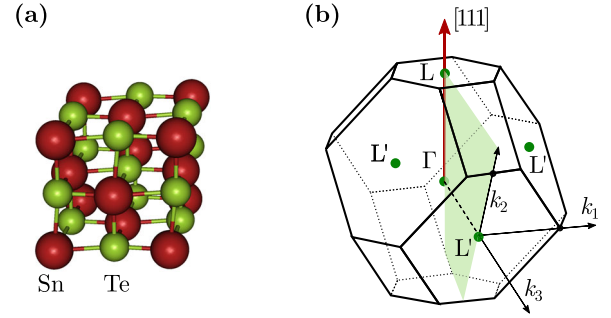 (a)
Sn Te
(b)
[111]
L
L'
Γ
L'
k₂
k₁
L'
k₃